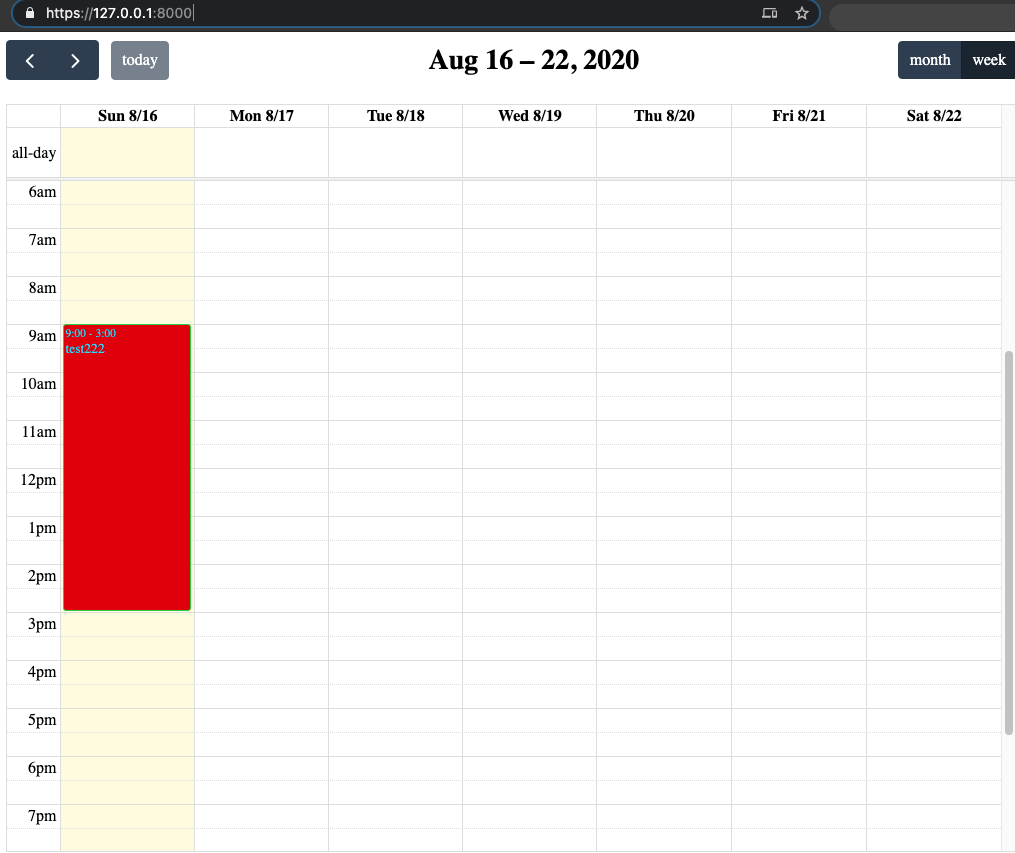 https://127.0.0.1:8000
today
Aug 16 – 22, 2020
month week
Sun 8/16 Mon 8/17 Tue 8/18 Wed 8/19 Thu 8/20 Fri 8/21 Sat 8/22
all-day
6am
7am
8am
9am
9:00 - 3:00
test222
10am
11am
12pm
1pm
2pm
3pm
4pm
5pm
6pm
7pm